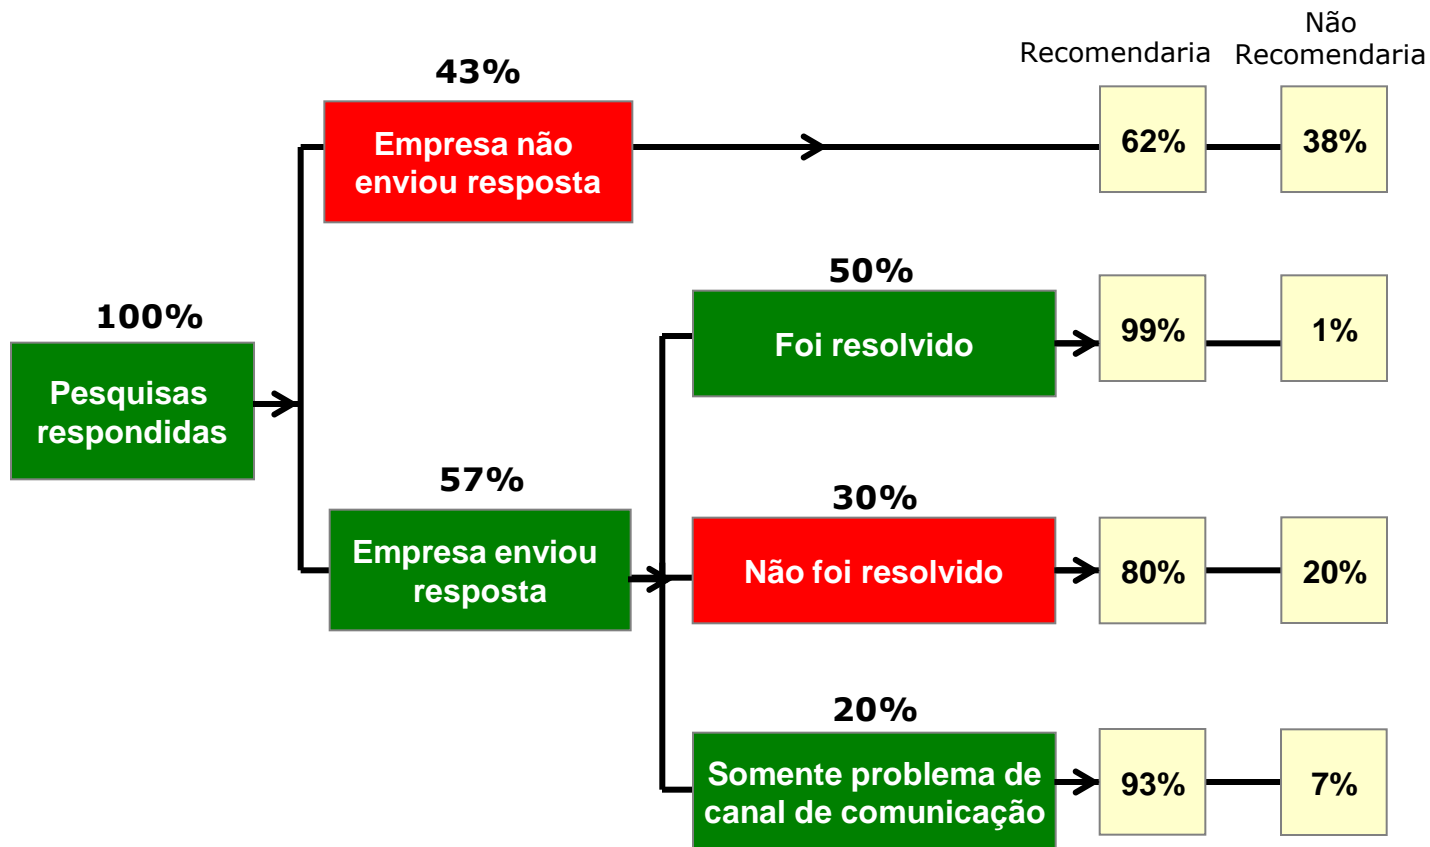 Recomendaria
Não
Recomendaria
43%
Empresa não
enviou resposta
62%
38%
100%
Pesquisas
respondidas
50%
Foi resolvido
99%
1%
57%
Empresa enviou
resposta
30%
Não foi resolvido
80%
20%
20%
Somente problema de
canal de comunicação
93%
7%